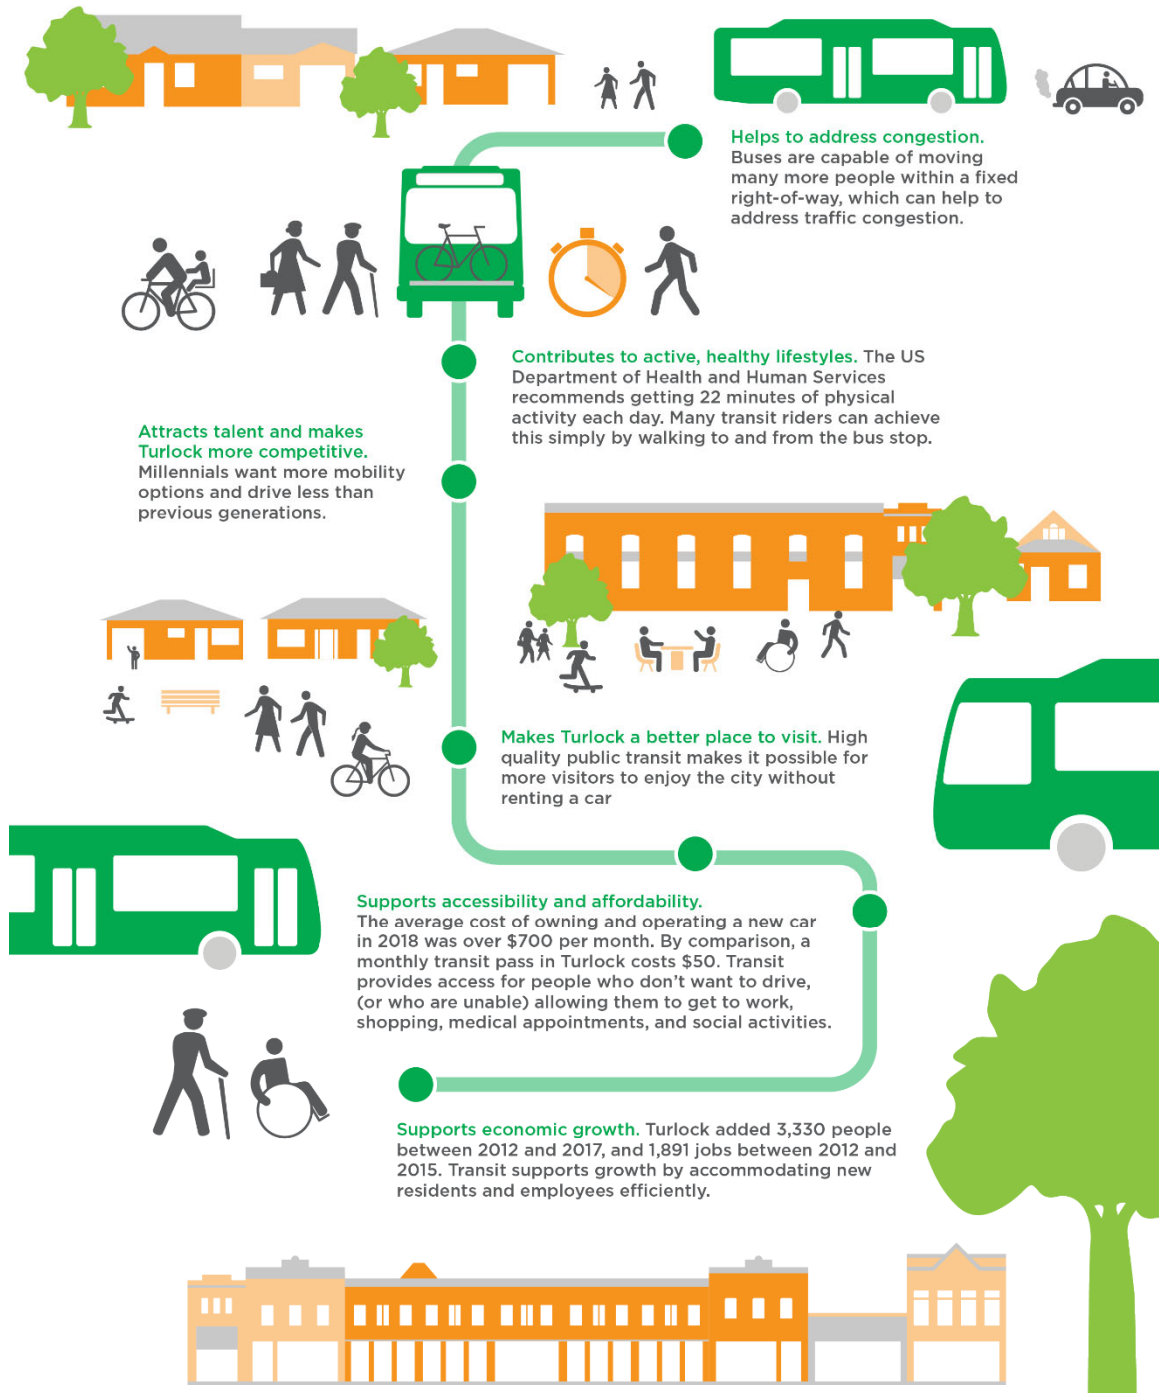 Helps to address congestion.
Buses are capable of moving
many more people within a fixed
right-of-way, which can help to
address traffic congestion.
Contributes to active, healthy lifestyles. The US
Department of Health and Human Services
recommends getting 22 minutes of physical
activity each day. Many transit riders can achieve
this simply by walking to and from the bus stop.
Attracts talent and makes
Turlock more competitive.
Millennials want more mobility
options and drive less than
previous generations.
Makes Turlock a better place to visit. High
quality public transit makes it possible for
more visitors to enjoy the city without
renting a car
Supports accessibility and affordability.
The average cost of owning and operating a new car
in 2018 was over $700 per month. By comparison, a
monthly transit pass in Turlock costs $50. Transit
provides access for people who don’t want to drive,
(or who are unable) allowing them to get to work,
shopping, medical appointments, and social activities.
Supports economic growth. Turlock added 3,330 people
between 2012 and 2017, and 1,891 jobs between 2012 and
2015. Transit supports growth by accommodating new
residents and employees efficiently.